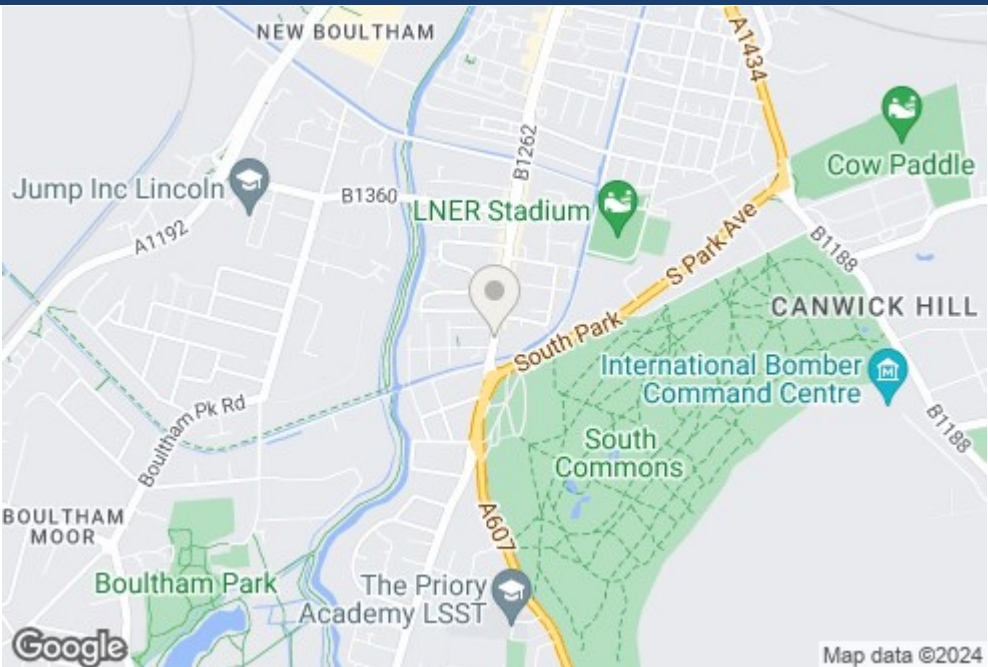 NEW BOULTHAM
A1434
Cow Paddle
B1262
Jump Inc Lincoln
B1360
LNER Stadium
A1192
S Park Ave
B1188
CANWICK HILL
South Park
International Bomber
Command Centre
Boultham Pk Rd
B1188
South
Commons
BOULTHAM
MOOR
A607
Boultham Park
The Priory
Academy LSST
Google
Map data ©2024